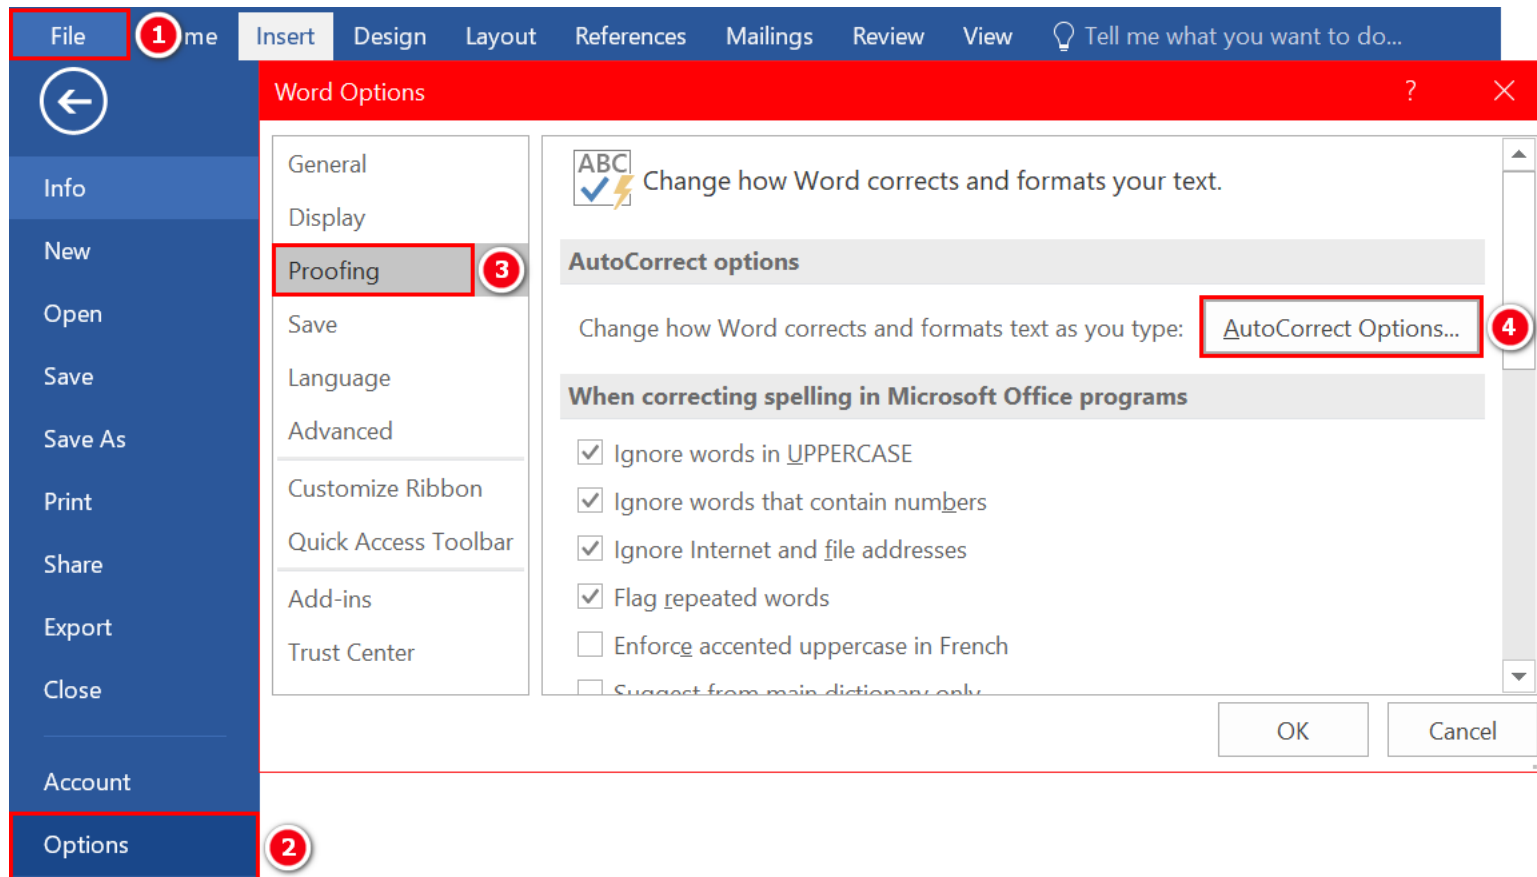 File 1 me Insert Design Layout References Mailings Review View Tell me what you want to do...
Word Options ?
Info
New
Open
Save
Save As
Print
Share
Export
Close
Account
Options 2
General
Display
Proofing 3
Save
Language
Advanced
Customize Ribbon
Quick Access Toolbar
Add-ins
Trust Center
ABC Change how Word corrects and formats your text.
AutoCorrect options
Change how Word corrects and formats text as you type: AutoCorrect Options... 4
When correcting spelling in Microsoft Office programs
Ignore words in UPPERCASE
Ignore words that contain numbers
Ignore Internet and file addresses
Flag repeated words
Enforce accented uppercase in French
Suggest from main dictionary only
OK Cancel